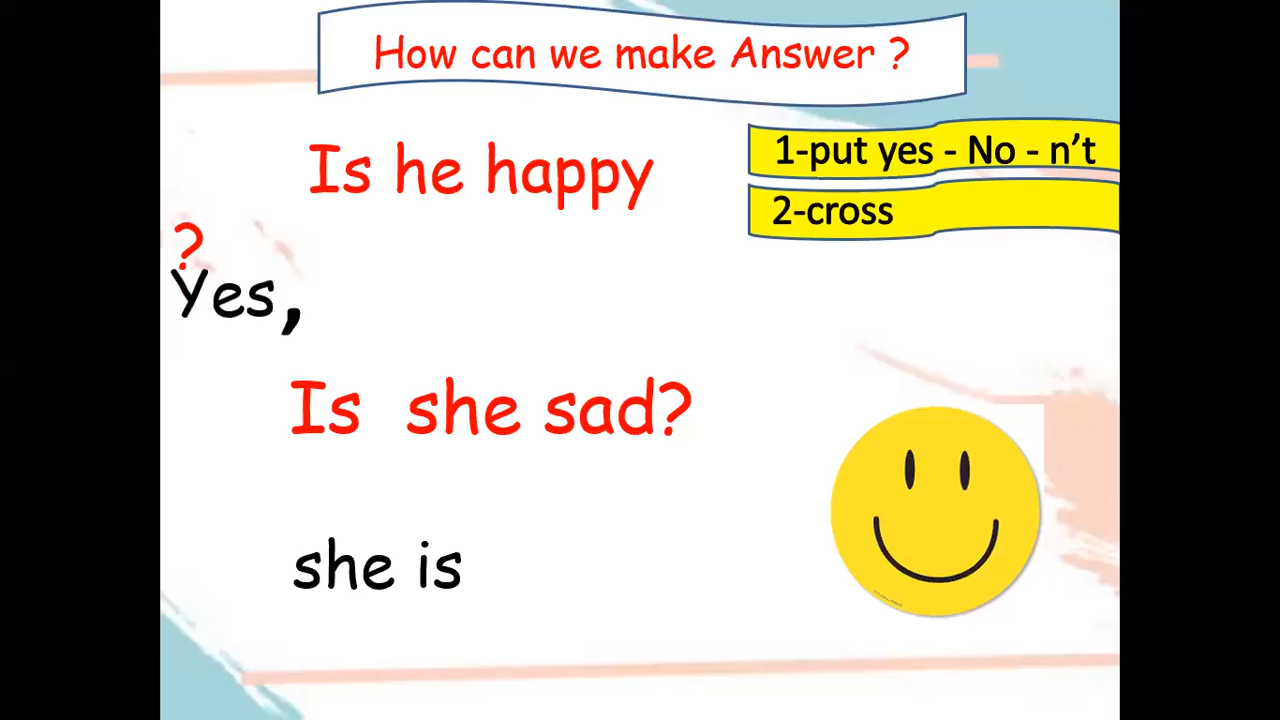 How can we make Answer ?
Is he happy
?
1-put yes - No - n’t
2-cross
Yes,
Is she sad?
she is